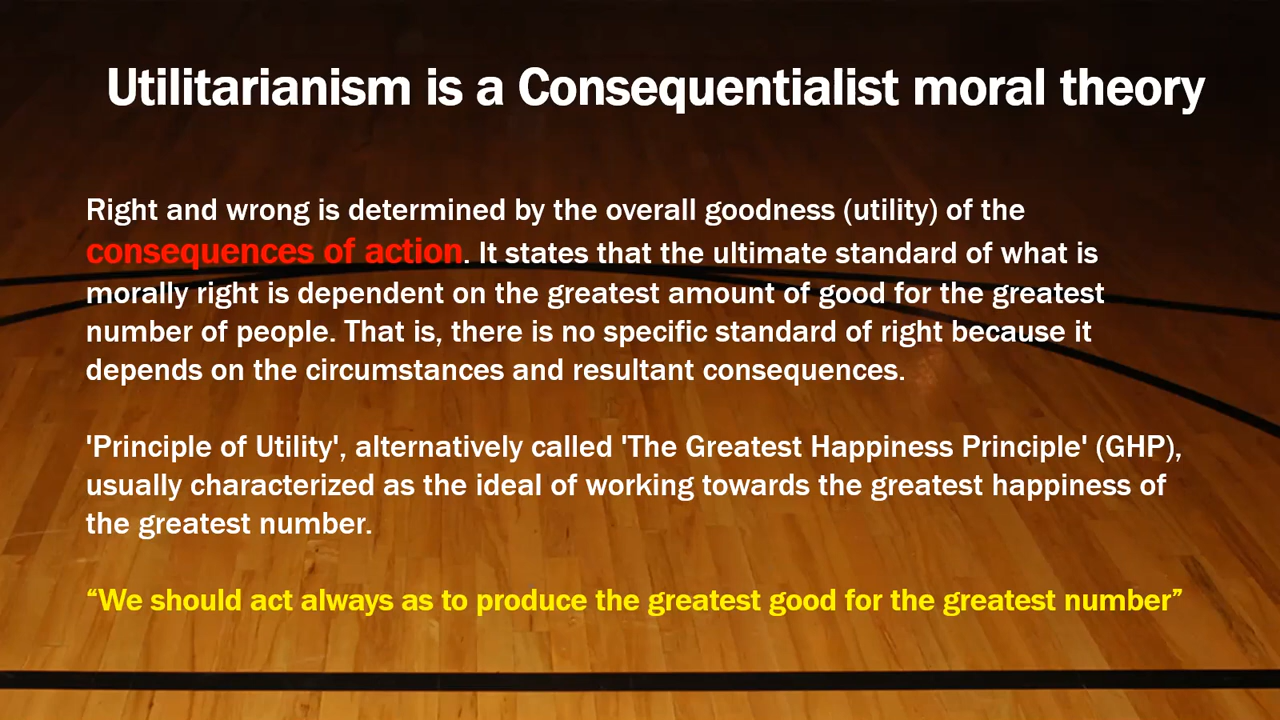 Utilitarianism is a Consequentialist moral theory
Right and wrong is determined by the overall goodness (utility) of the
consequences of action. It states that the ultimate standard of what is
morally right is dependent on the greatest amount of good for the greatest
number of people. That is, there is no specific standard of right because it
depends on the circumstances and resultant consequences.
'Principle of Utility', alternatively called 'The Greatest Happiness Principle' (GHP),
usually characterized as the ideal of working towards the greatest happiness of
the greatest number.
“We should act always as to produce the greatest good for the greatest number”